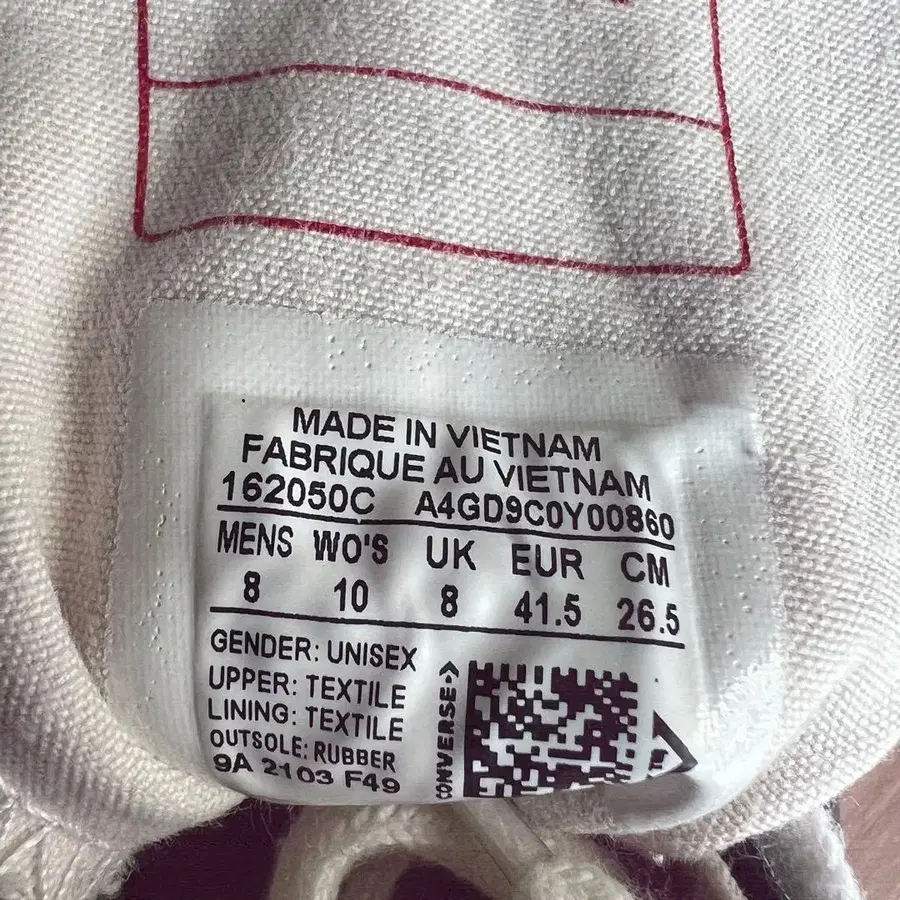 MADE IN VIETNAM
FABRIQUE AU VIETNAM
162050C A4GD9C0Y00860
MENS WO'S UK EUR CM
8 10 8 41.5 26.5
GENDER: UNISEX
UPPER: TEXTILE
LINING: TEXTILE
OUTSOLE: RUBBER
9A 2103 F49
CONVERSE->